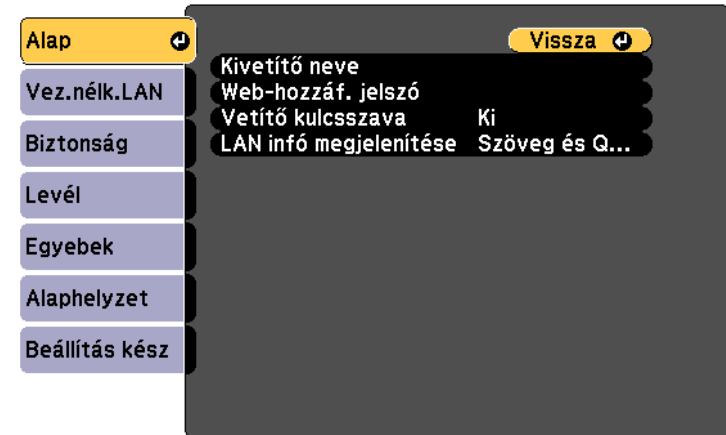 Alap
Vez.nélk.LAN
Biztonság
Levél
Egyebek
Alaphelyzet
Beállítás kész
Vissza
Kivetítő neve
Web-hozzáf. jelszó
Vetítő kulcsszava Ki
LAN infó megjelenítése Szöveg és Q...